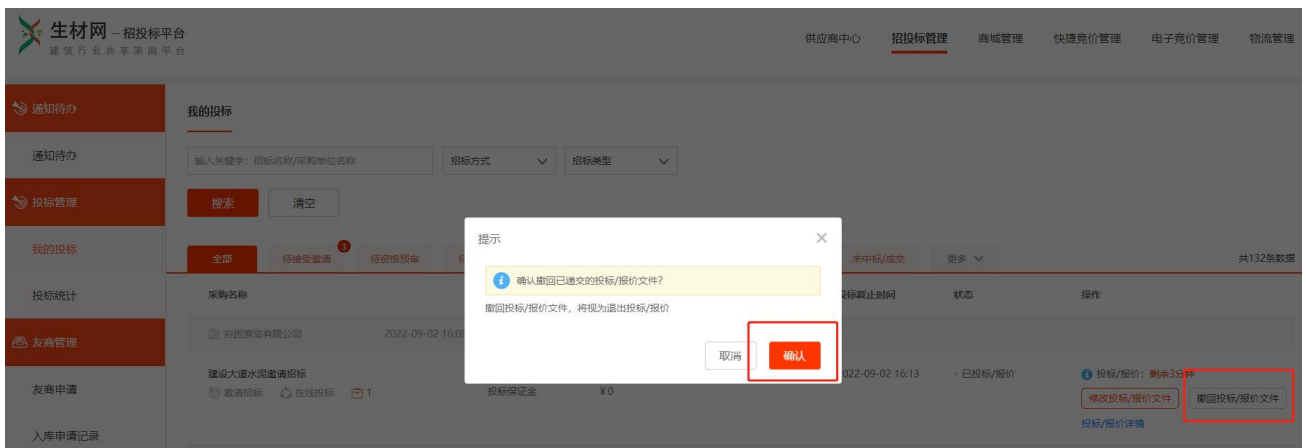 生材网 – 招投标平台
建筑行业共享采购平台
供应商中心 招投标管理 商城管理 快捷竞价管理 电子竞价管理 物流管理
通知待办
通知待办
投标管理
我的投标
投标统计
友商管理
友商申请
入库申请记录
我的投标
输入关键字：招标名称/采购单位名称 招标方式 招标类型
搜索 清空
全部 待接受邀请 3 待资格预审 未中标/成交 更多 共132条数据
采购名称 投标截止时间 状态 操作
2022-09-02 16:08
建设大道水泥邀请招标 2022-09-02 16:13 已投标/报价 投标/报价：剩余3分钟
邀请招标 在线投标 1 投标保证金 ¥0 修改投标/报价文件 撤回投标/报价文件
投标/报价详情
提示
确认撤回已递交的投标/报价文件？
撤回投标/报价文件，将视为退出投标/报价
取消 确认